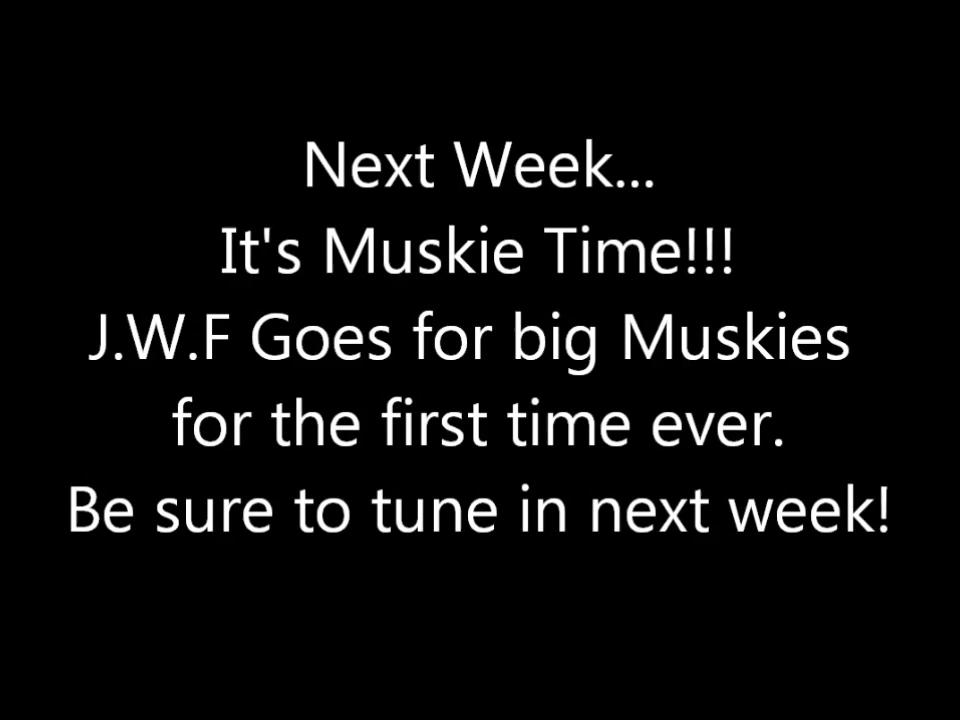 Next Week...
It's Muskie Time!!!
J.W.F Goes for big Muskies
for the first time ever.
Be sure to tune in next week!